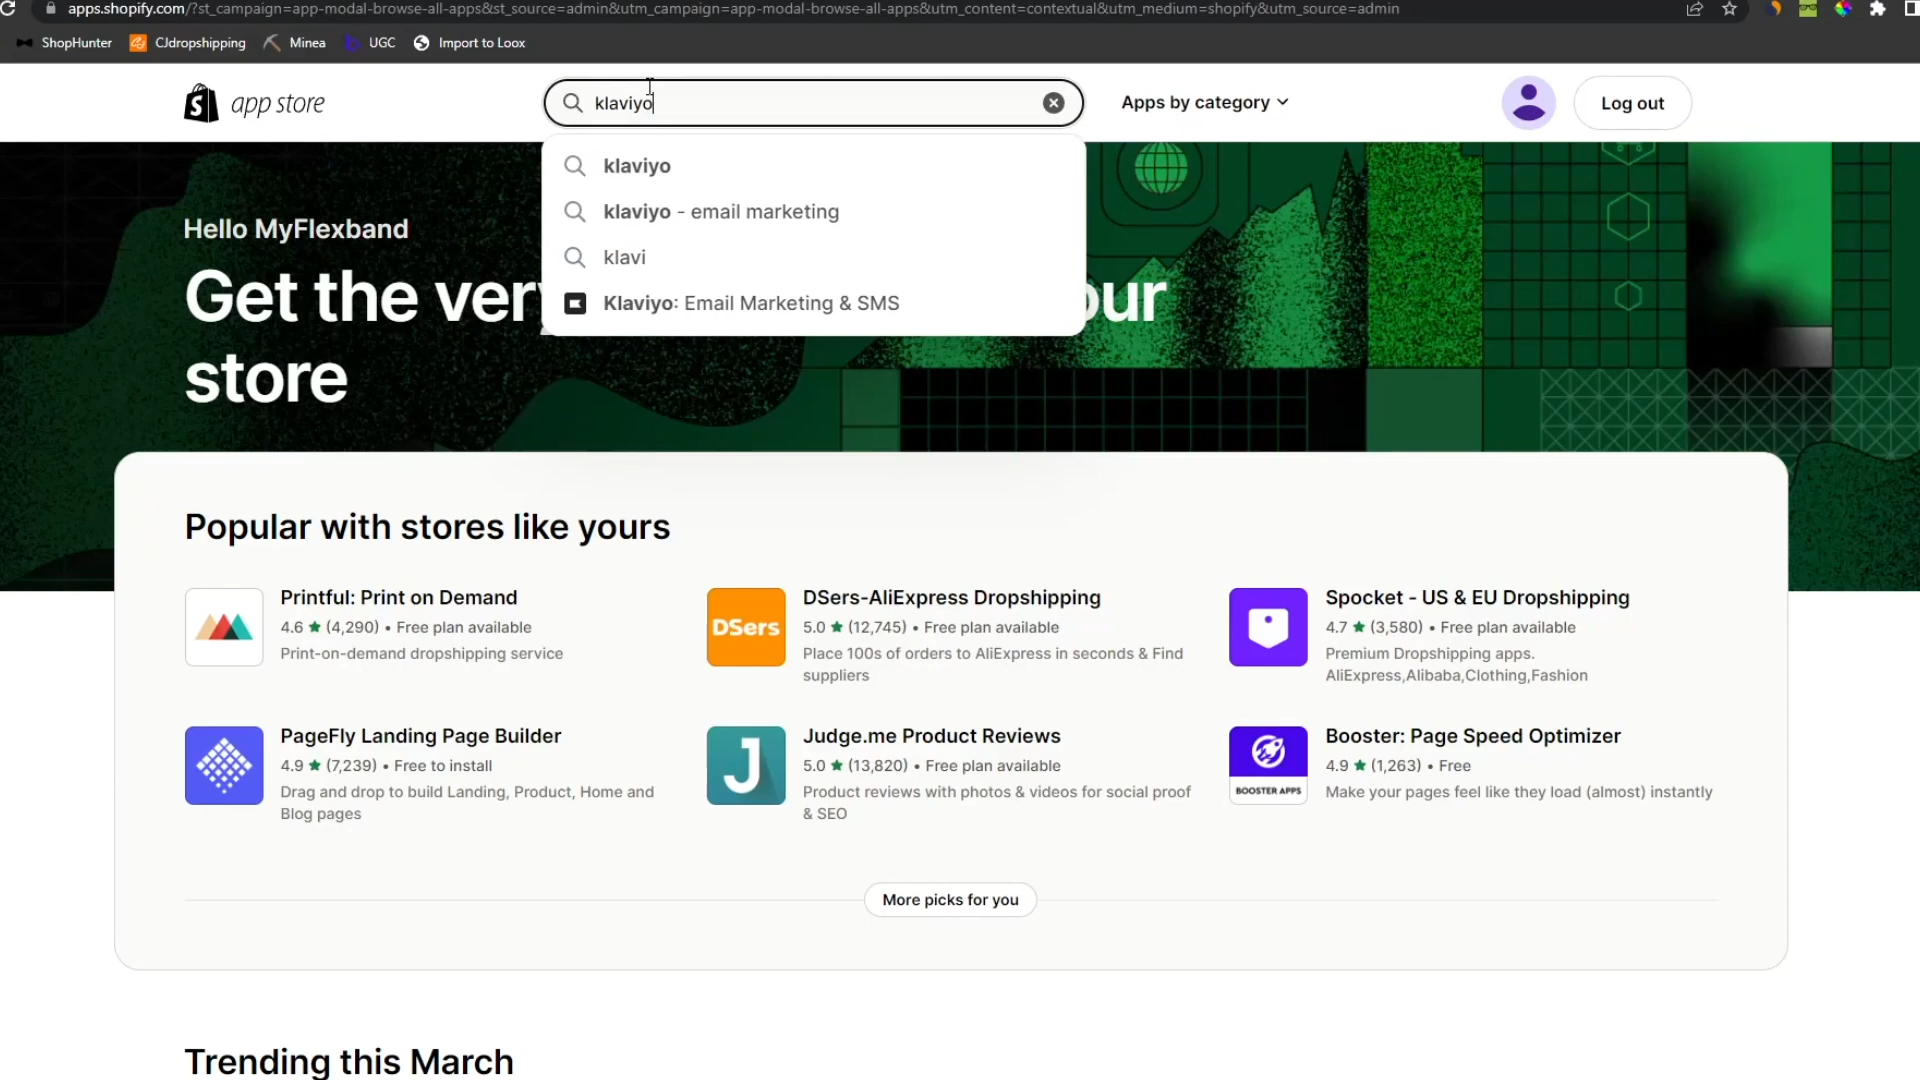 apps.shopify.com/?st_campaign=app-modal-browse-all-apps&st_source=admin&utm_campaign=app-modal-browse-all-apps&utm_content=contextual&utm_medium=shopify&utm_source=admin
ShopHunter CJdropshipping Minea UGC Import to Loox
app store klaviyo Apps by category Log out
klaviyo
klaviyo - email marketing
klavi
Klaviyo: Email Marketing & SMS
Hello MyFlexband
Get the very our
store
Popular with stores like yours
Printful: Print on Demand
4.6 ★ (4,290) • Free plan available
Print-on-demand dropshipping service
DSers
DSers-AliExpress Dropshipping
5.0 ★ (12,745) • Free plan available
Place 100s of orders to AliExpress in seconds & Find
suppliers
Spocket - US & EU Dropshipping
4.7 ★ (3,580) • Free plan available
Premium Dropshipping apps.
AliExpress,Alibaba,Clothing,Fashion
PageFly Landing Page Builder
4.9 ★ (7,239) • Free to install
Drag and drop to build Landing, Product, Home and
Blog pages
J
Judge.me Product Reviews
5.0 ★ (13,820) • Free plan available
Product reviews with photos & videos for social proof
& SEO
BOOSTER APPS
Booster: Page Speed Optimizer
4.9 ★ (1,263) • Free
Make your pages feel like they load (almost) instantly
More picks for you
Trending this March